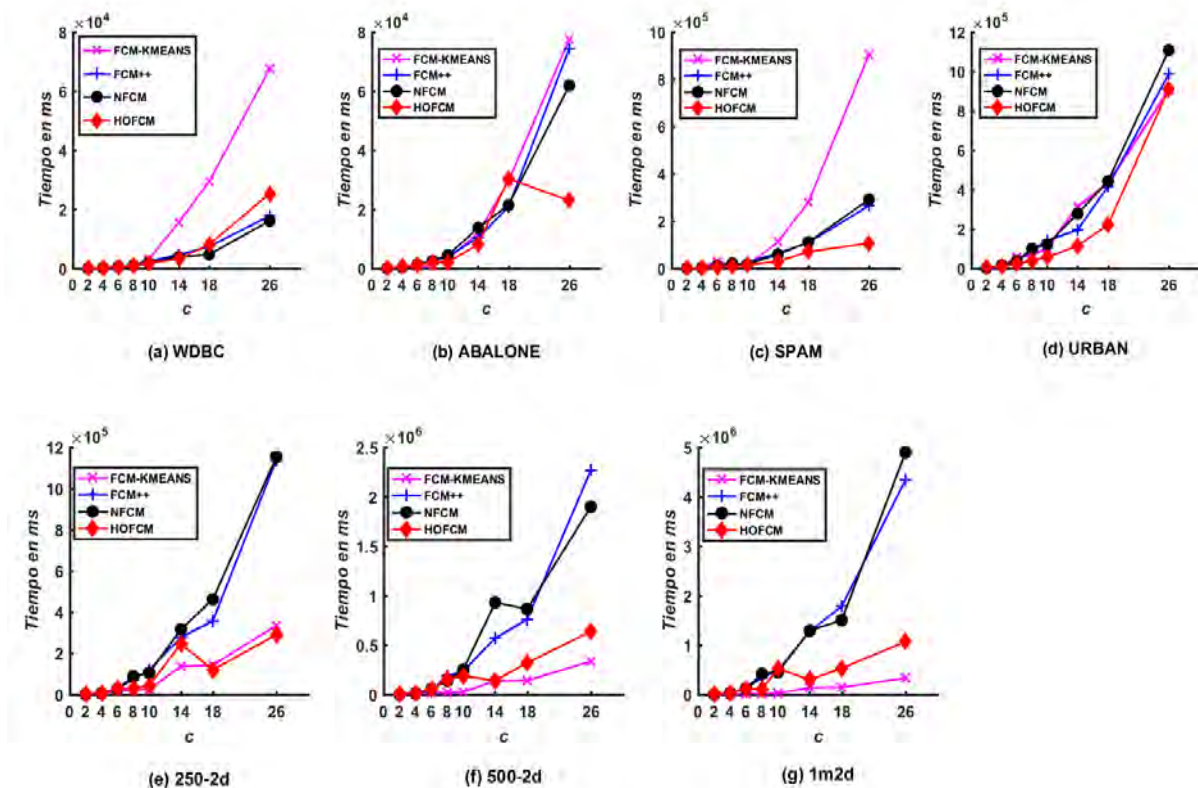 ×10⁴
8
6
4
2
0
Tiempo en ms
FCM-KMEANS
FCM++
NFCM
HOFCM
0 2 4 6 8 10 14 18 26
c
(a) WDBC
×10⁴
8
6
4
2
0
Tiempo en ms
FCM-KMEANS
FCM++
NFCM
HOFCM
0 2 4 6 8 10 14 18 26
c
(b) ABALONE
×10⁵
10
8
6
4
2
0
Tiempo en ms
FCM-KMEANS
FCM++
NFCM
HOFCM
0 2 4 6 8 10 14 18 26
c
(c) SPAM
×10⁵
12
10
8
6
4
2
0
Tiempo en ms
FCM-KMEANS
FCM++
NFCM
HOFCM
0 2 4 6 8 10 14 18 26
c
(d) URBAN
×10⁵
12
10
8
6
4
2
0
Tiempo en ms
FCM-KMEANS
FCM++
NFCM
HOFCM
0 2 4 6 8 10 14 18 26
c
(e) 250-2d
×10⁶
2.5
2
1.5
1
0.5
0
Tiempo en ms
FCM-KMEANS
FCM++
NFCM
HOFCM
0 2 4 6 8 10 14 18 26
c
(f) 500-2d
×10⁶
5
4
3
2
1
0
Tiempo en ms
FCM-KMEANS
FCM++
NFCM
HOFCM
0 2 4 6 8 10 14 18 26
c
(g) 1m2d